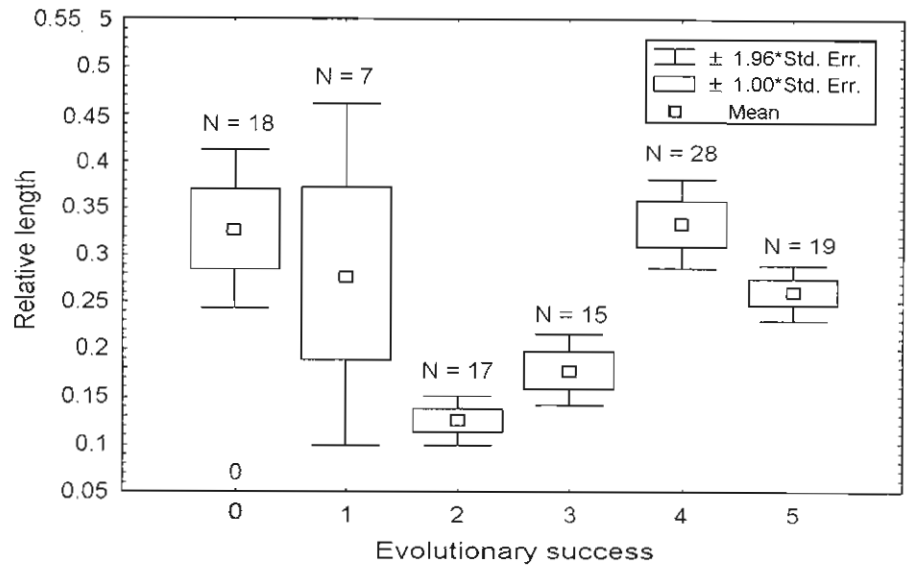 0.55 5
± 1.96*Std. Err.
± 1.00*Std. Err.
Mean
0.5
N = 7
0.45
N = 18
N = 28
0.4
0.35
N = 19
0.3
0.25
N = 15
0.2
N = 17
0.15
0.1
0
0.05
0 1 2 3 4 5
Relative length
Evolutionary success